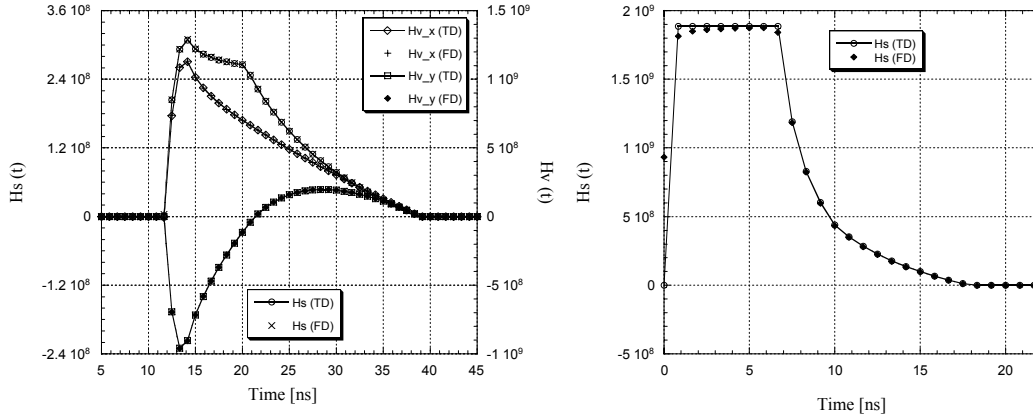 3.6 10⁸
2.4 10⁸
1.2 10⁸
0
-1.2 10⁸
-2.4 10⁸
Hs (t)
5 10 15 20 25 30 35 40 45
Time [ns]
1.5 10⁹
1 10⁹
5 10⁸
0
-5 10⁸
-1 10⁹
Hv (t)
Hv_x (TD)
Hv_x (FD)
Hv_y (TD)
Hv_y (FD)
Hs (TD)
Hs (FD)
2 10⁹
1.5 10⁹
1 10⁹
5 10⁸
0
-5 10⁸
Hs (t)
0.0 5.0 10 15 20
Time [ns]
Hs (TD)
Hs (FD)